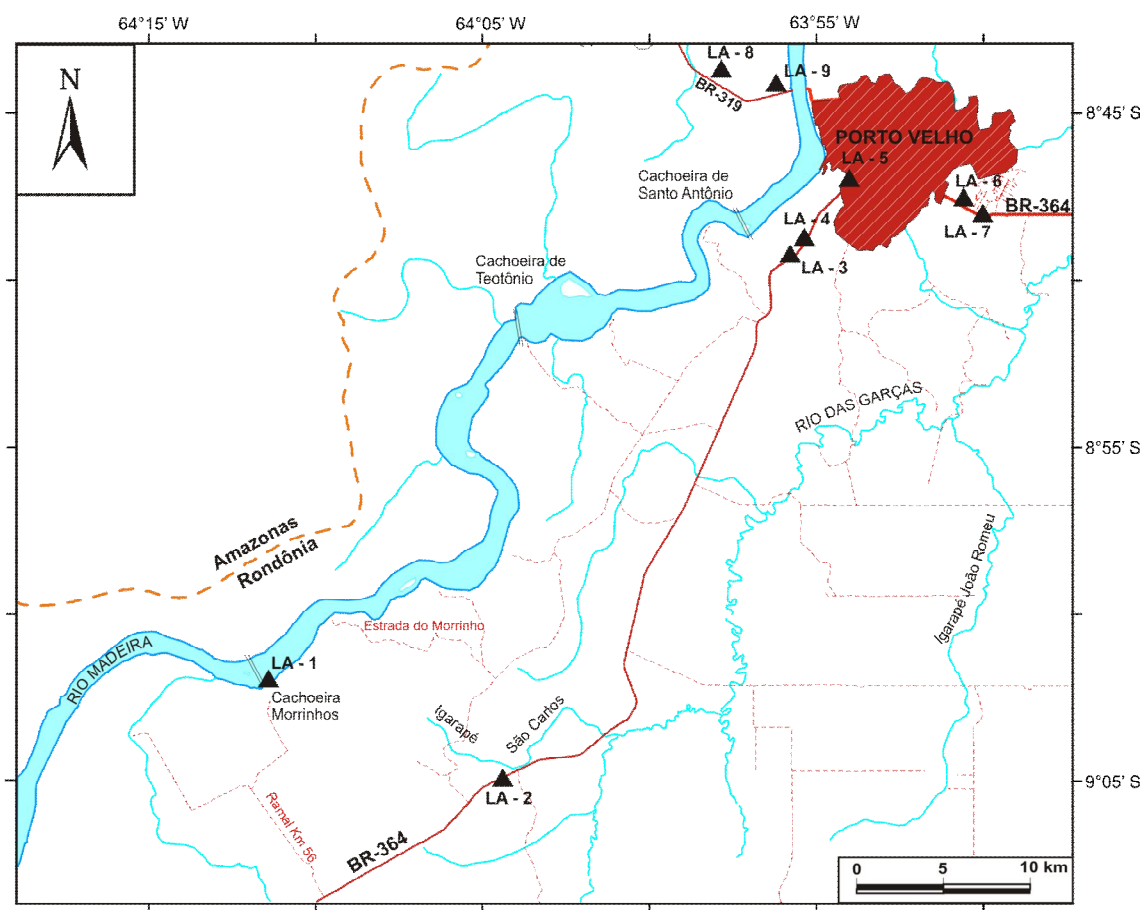 64°15' W
64°05' W
63°55' W
N
LA - 8
LA - 9
BR-319
8°45' S
PORTO VELHO
LA - 5
Cachoeira de
Santo Antônio
LA - 6
BR-364
LA - 7
LA - 4
LA - 3
Cachoeira de
Teotônio
RIO DAS GARÇAS
8°55' S
Amazonas
Rondônia
Igarapé João Romeu
Estrada do Morrinho
RIO MADEIRA
LA - 1
Cachoeira
Morrinhos
Igarapé
São Carlos
9°05' S
LA - 2
Ramal Km 56
BR-364
0 5 10 km